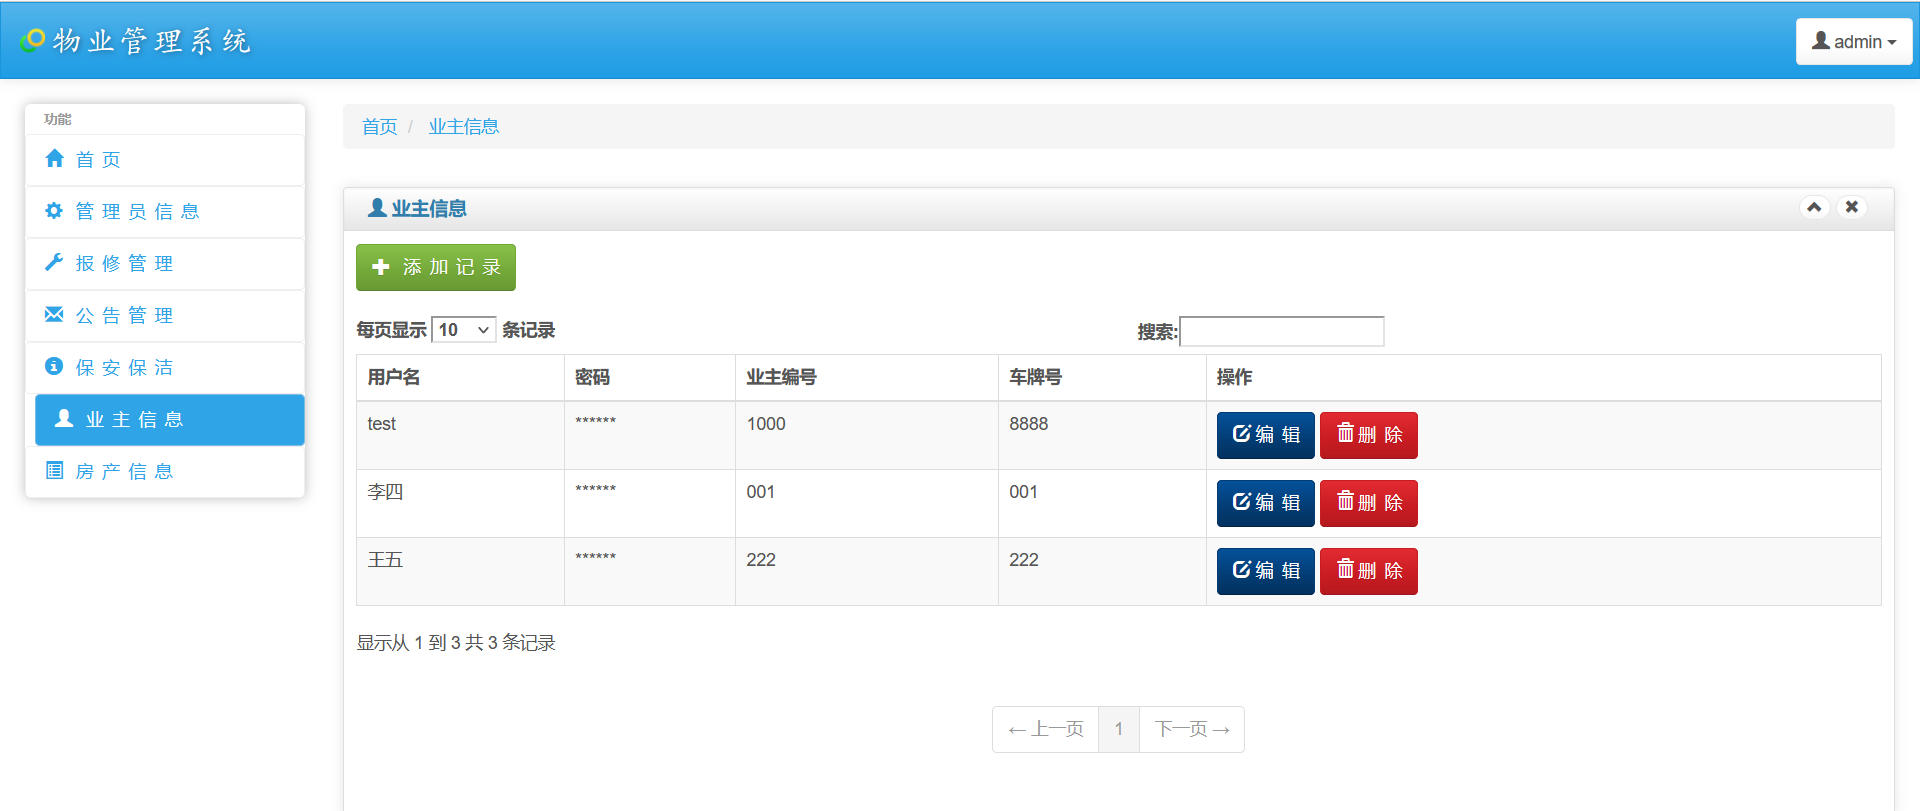 物业管理系统
admin
功能
首页
管理员信息
报修管理
公告管理
保安保洁
业主信息
房产信息
首页 / 业主信息
业主信息
添加记录
每页显示 10 条记录
搜索:
用户名 密码 业主编号 车牌号 操作
test ****** 1000 8888 编辑 删除
李四 ****** 001 001 编辑 删除
王五 ****** 222 222 编辑 删除
显示从 1 到 3 共 3 条记录
← 上一页 1 下一页 →